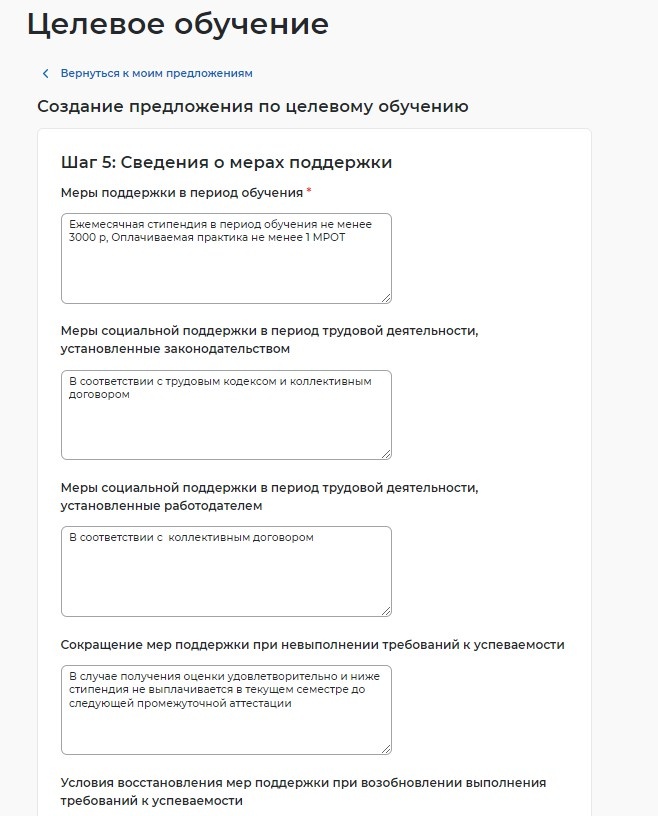 Целевое обучение
Вернуться к моим предложениям
Создание предложения по целевому обучению
Шаг 5: Сведения о мерах поддержки
Меры поддержки в период обучения *
Ежемесячная стипендия в период обучения не менее
3000 р, Оплачиваемая практика не менее 1 МРОТ
Меры социальной поддержки в период трудовой деятельности,
установленные законодательством
В соответствии с трудовым кодексом и коллективным
договором
Меры социальной поддержки в период трудовой деятельности,
установленные работодателем
В соответствии с  коллективным договором
Сокращение мер поддержки при невыполнении требований к успеваемости
В случае получения оценки удовлетворительно и ниже
стипендия не выплачивается в текущем семестре до
следующей промежуточной аттестации
Условия восстановления мер поддержки при возобновлении выполнения
требований к успеваемости